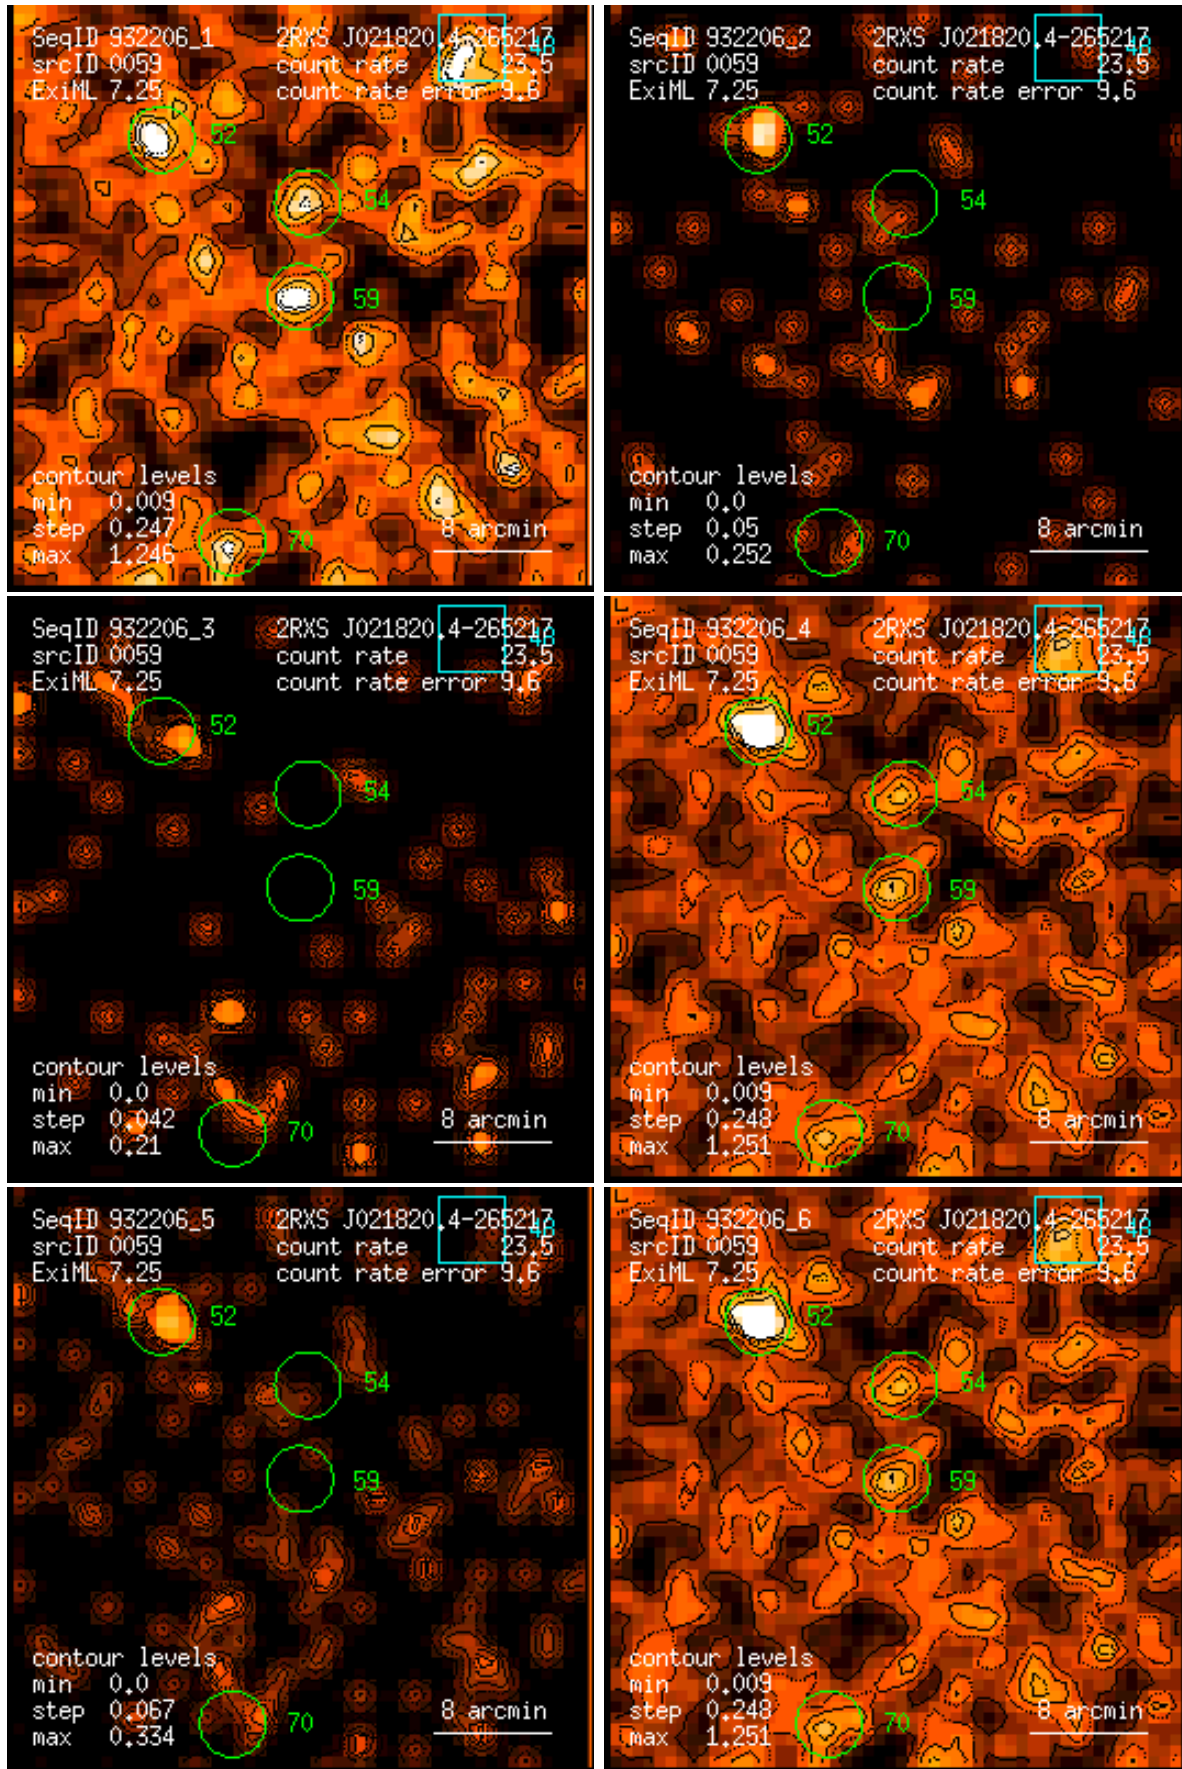 SeqID 932206_1 2RXS J021820.4-265217
srcID 0059 count rate 23.5
ExiML 7.25 count rate error 9.6
48
52
54
59
contour levels
min 0.009
step 0.247
max 1.246
70
8 arcmin
SeqID 932206_2 2RXS J021820.4-265217
srcID 0059 count rate 23.5
ExiML 7.25 count rate error 9.6
48
52
54
59
contour levels
min 0.0
step 0.05
max 0.252
70
8 arcmin
SeqID 932206_3 2RXS J021820.4-265217
srcID 0059 count rate 23.5
ExiML 7.25 count rate error 9.6
48
52
54
59
contour levels
min 0.0
step 0.042
max 0.21
70
8 arcmin
SeqID 932206_4 2RXS J021820.4-265217
srcID 0059 count rate 23.5
ExiML 7.25 count rate error 9.6
48
52
54
59
contour levels
min 0.009
step 0.248
max 1.251
70
8 arcmin
SeqID 932206_5 2RXS J021820.4-265217
srcID 0059 count rate 23.5
ExiML 7.25 count rate error 9.6
48
52
54
59
contour levels
min 0.0
step 0.067
max 0.334
70
8 arcmin
SeqID 932206_6 2RXS J021820.4-265217
srcID 0059 count rate 23.5
ExiML 7.25 count rate error 9.6
48
52
54
59
contour levels
min 0.009
step 0.248
max 1.251
70
8 arcmin